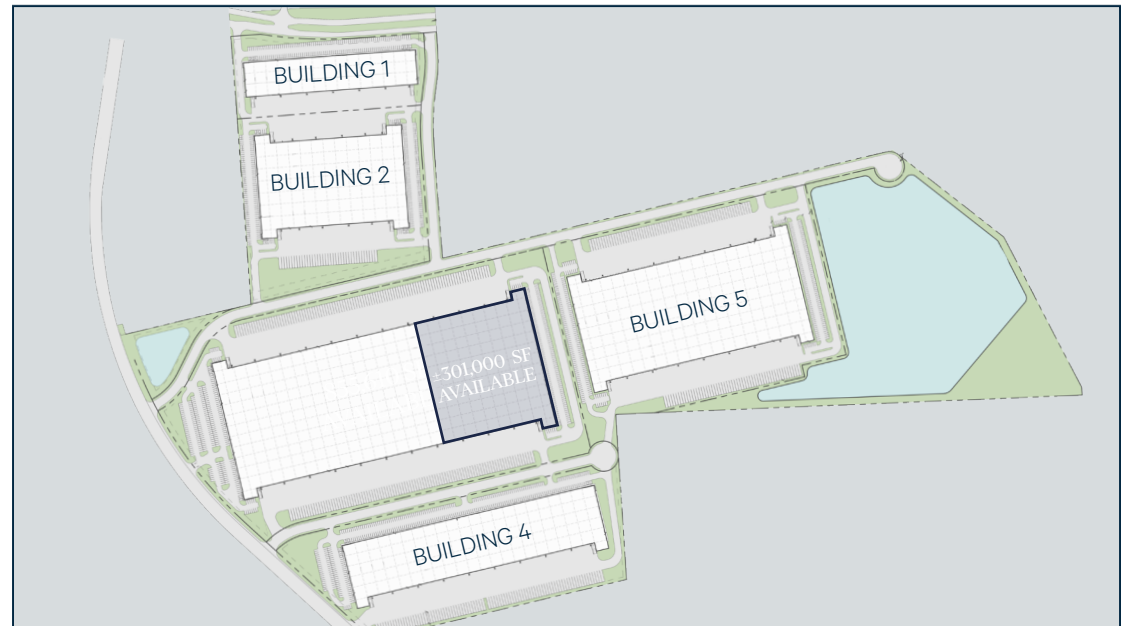 BUILDING 1
BUILDING 2
BUILDING 5
±301,000 SF
AVAILABLE
BUILDING 4